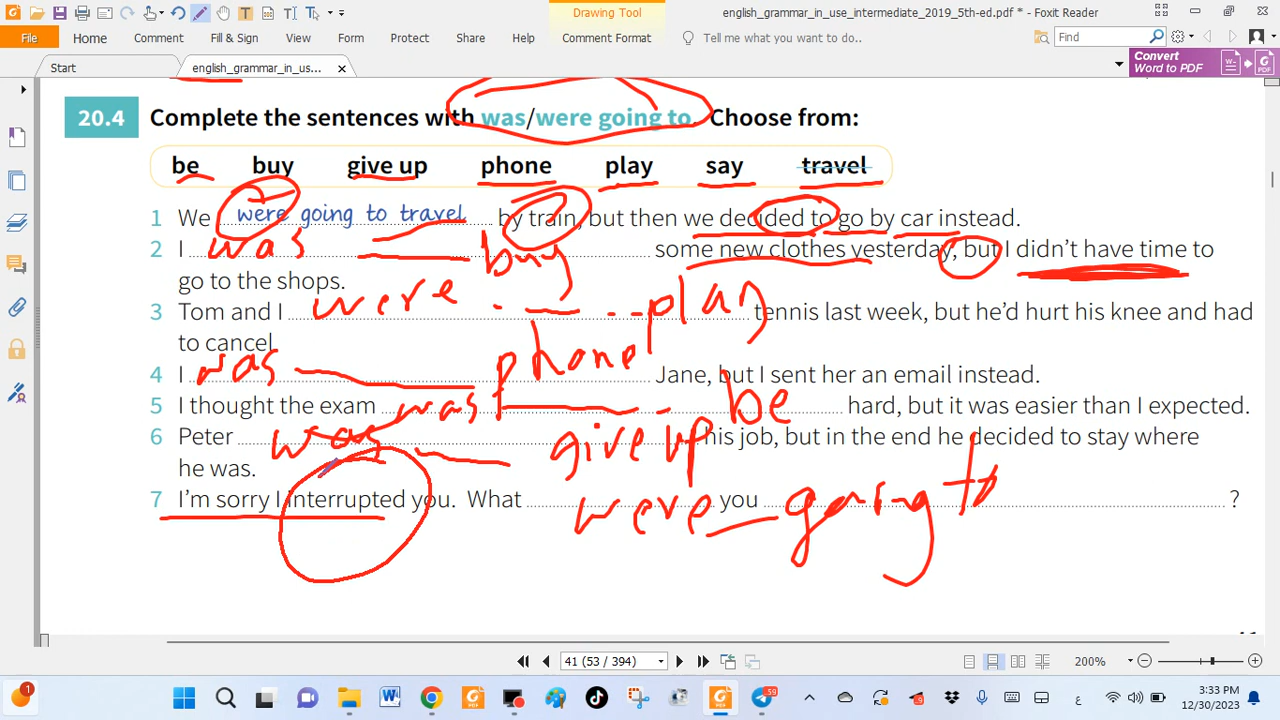 Drawing Tool
english_grammar_in_use_intermediate_2019_5th-ed.pdf * - Foxit Reader
File Home Comment Fill & Sign View Form Protect Share Help Comment Format Tell me what you want to do.. Find
Start english_grammar_in_us... Convert
Word to PDF
20.4 Complete the sentences with was/were going to. Choose from:
be buy give up phone play say travel
1 We were going to travel by train, but then we decided to go by car instead.
2 I was buy some new clothes yesterday, but I didn't have time to
go to the shops.
3 Tom and I were play tennis last week, but he'd hurt his knee and had
to cancel.
4 I was phone Jane, but I sent her an email instead.
5 I thought the exam was be hard, but it was easier than I expected.
6 Peter was give up his job, but in the end he decided to stay where
he was.
7 I'm sorry I interrupted you. What were you going to ?
41 (53 / 394) 200%
1 59 ع 3:33 PM
12/30/2023